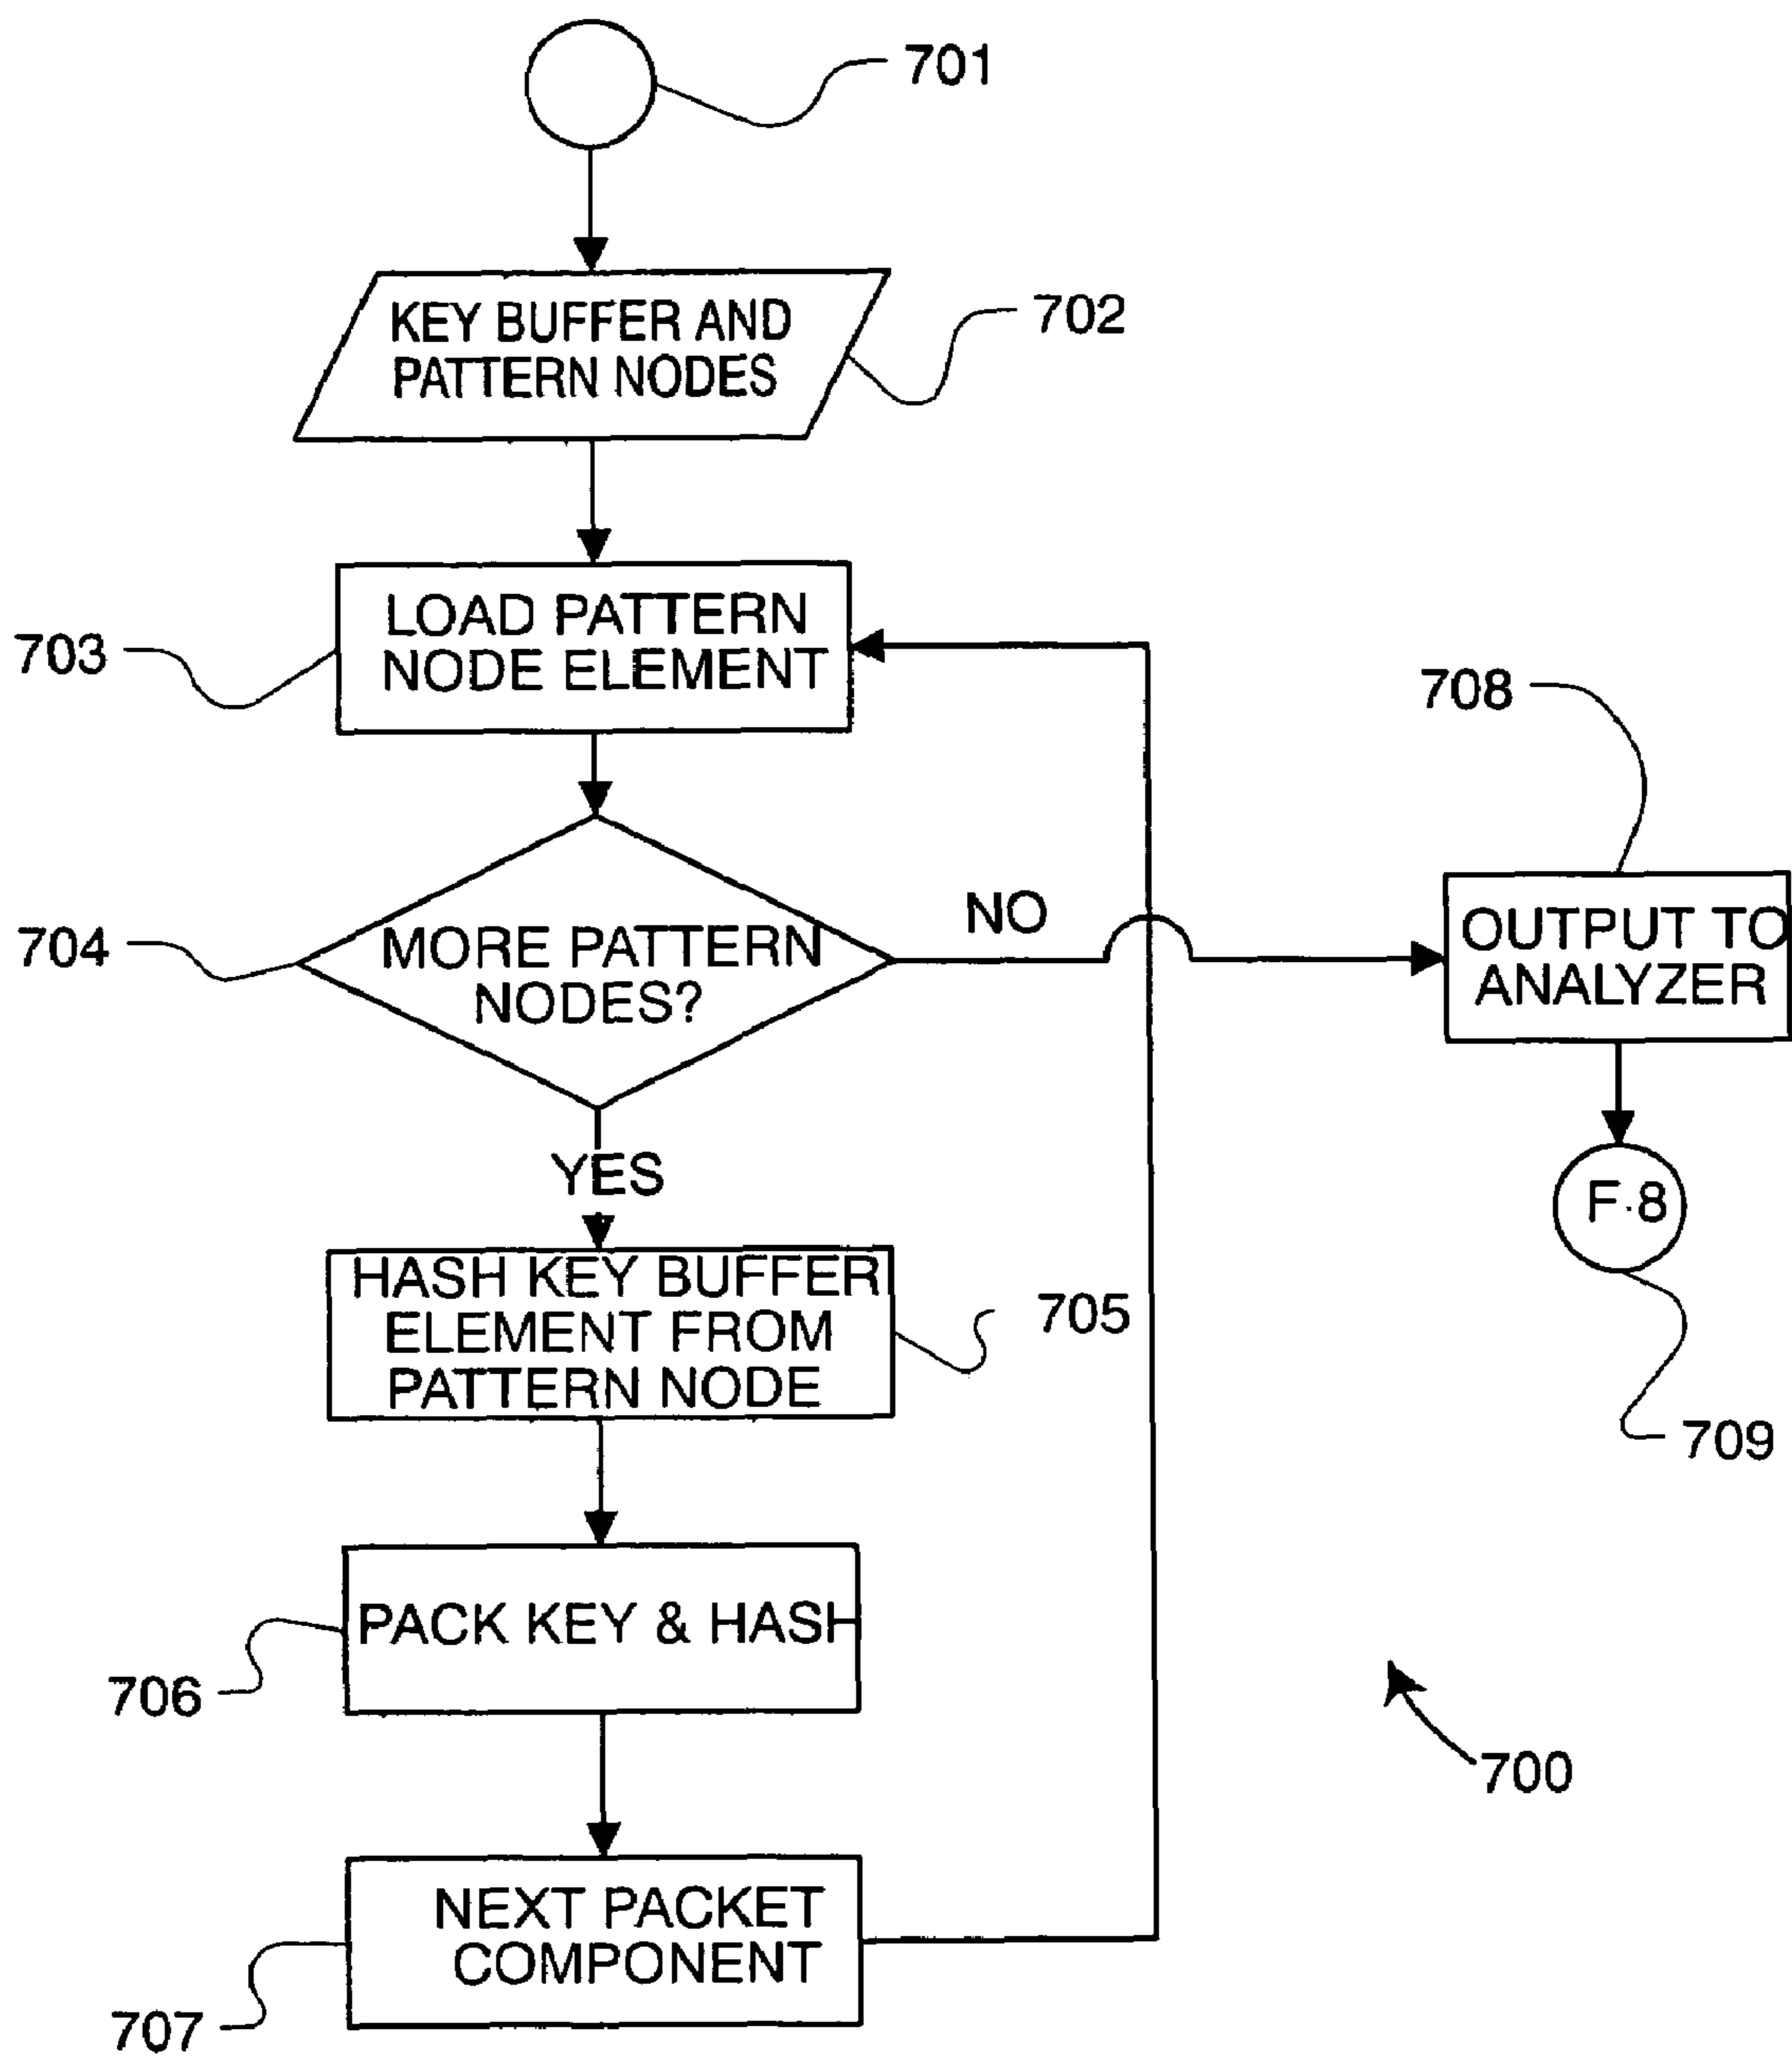 701
KEY BUFFER AND
PATTERN NODES
702
LOAD PATTERN
NODE ELEMENT
703
708
MORE PATTERN
NODES?
704
NO
OUTPUT TO
ANALYZER
YES
F-8
HASH KEY BUFFER
ELEMENT FROM
PATTERN NODE
705
709
PACK KEY & HASH
706
700
NEXT PACKET
COMPONENT
707